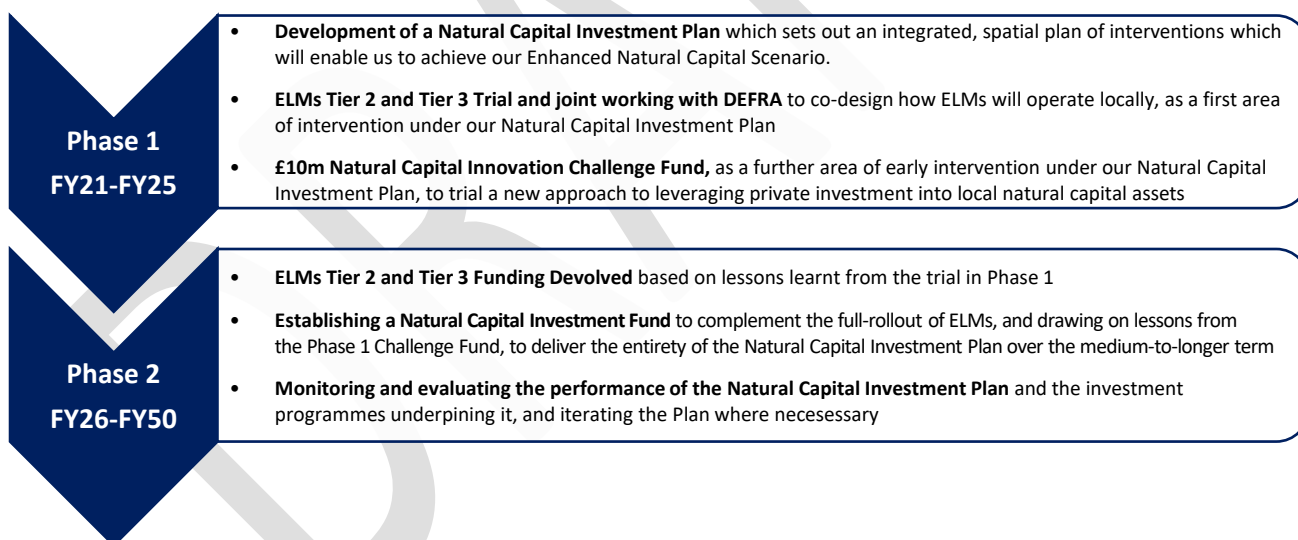 Phase 1
FY21-FY25
• Development of a Natural Capital Investment Plan which sets out an integrated, spatial plan of interventions which
will enable us to achieve our Enhanced Natural Capital Scenario.
• ELMs Tier 2 and Tier 3 Trial and joint working with DEFRA to co-design how ELMs will operate locally, as a first area
of intervention under our Natural Capital Investment Plan
• £10m Natural Capital Innovation Challenge Fund, as a further area of early intervention under our Natural Capital
Investment Plan, to trial a new approach to leveraging private investment into local natural capital assets
Phase 2
FY26-FY50
• ELMs Tier 2 and Tier 3 Funding Devolved based on lessons learnt from the trial in Phase 1
• Establishing a Natural Capital Investment Fund to complement the full-rollout of ELMs, and drawing on lessons from
the Phase 1 Challenge Fund, to deliver the entirety of the Natural Capital Investment Plan over the medium-to-longer term
• Monitoring and evaluating the performance of the Natural Capital Investment Plan and the investment
programmes underpining it, and iterating the Plan where necesessary